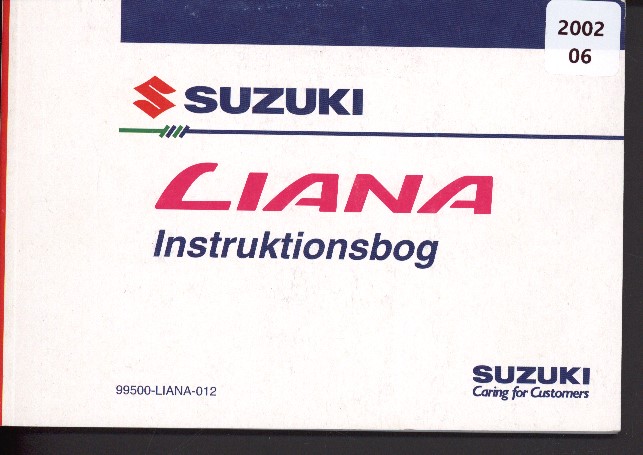 2002
06
SUZUKI
LIANA
Instruktionsbog
99500-LIANA-012
SUZUKI
Caring for Customers